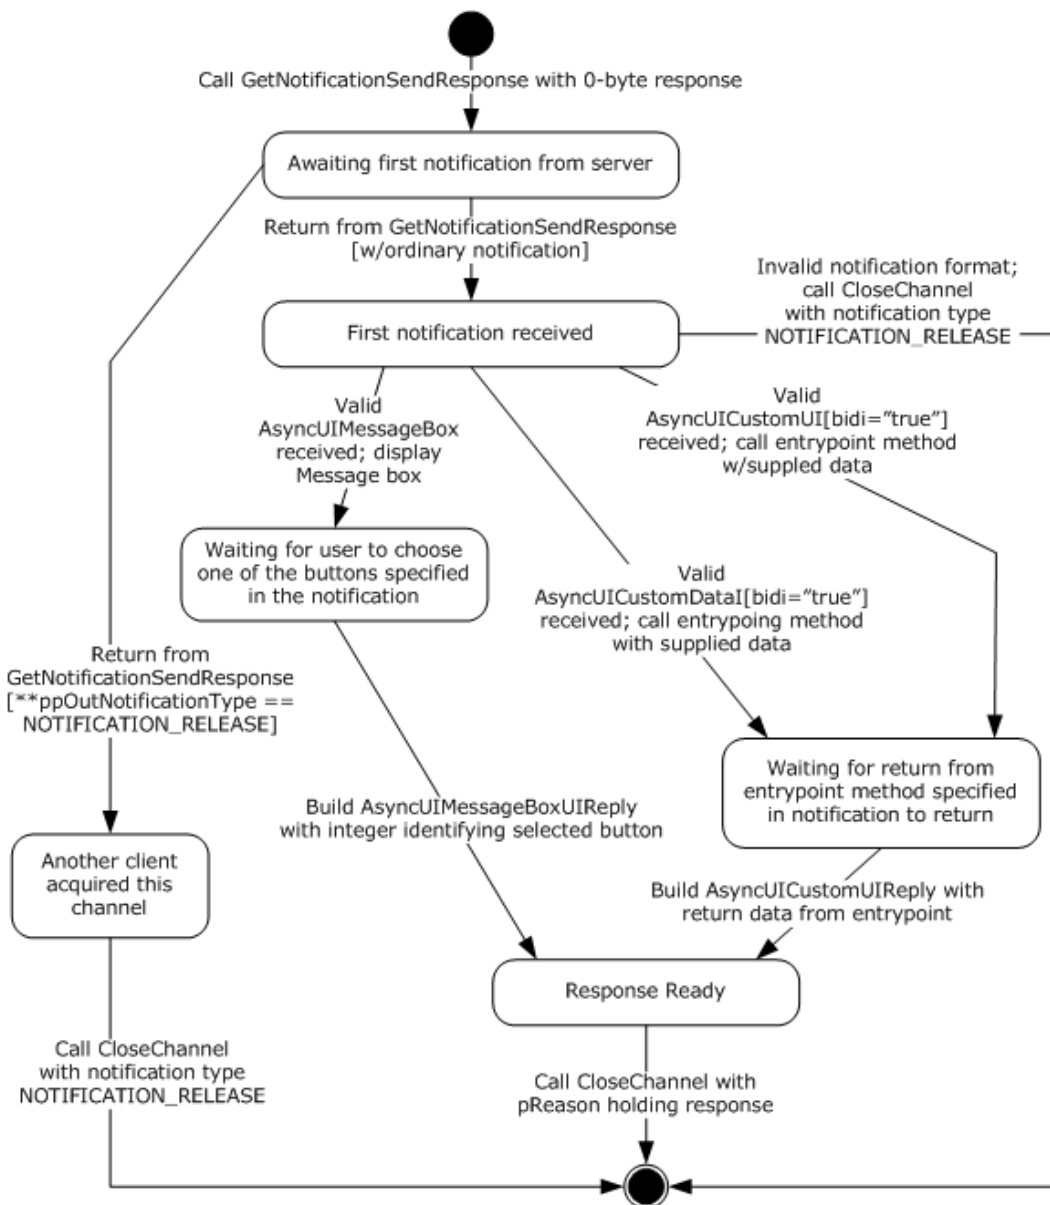 Call GetNotificationSendResponse with 0-byte response
Awaiting first notification from server
Return from GetNotificationSendResponse
[w/ordinary notification]
Invalid notification format;
call CloseChannel
with notification type
NOTIFICATION_RELEASE
First notification received
Valid
AsyncUIMessageBox
received; display
Message box
Valid
AsyncUICustomUI[bidi=”true”]
received; call entrypoint method
w/suppled data
Waiting for user to choose
one of the buttons specified
in the notification
Valid
AsyncUICustomDataI[bidi=”true”]
received; call entrypoing method
with supplied data
Return from
GetNotificationSendResponse
[**ppOutNotificationType ==
NOTIFICATION_RELEASE]
Waiting for return from
entrypoint method specified
in notification to return
Build AsyncUIMessageBoxUIReply
with integer identifying selected button
Another client
acquired this
channel
Build AsyncUICustomUIReply with
return data from entrypoint
Response Ready
Call CloseChannel
with notification type
NOTIFICATION_RELEASE
Call CloseChannel with
pReason holding response